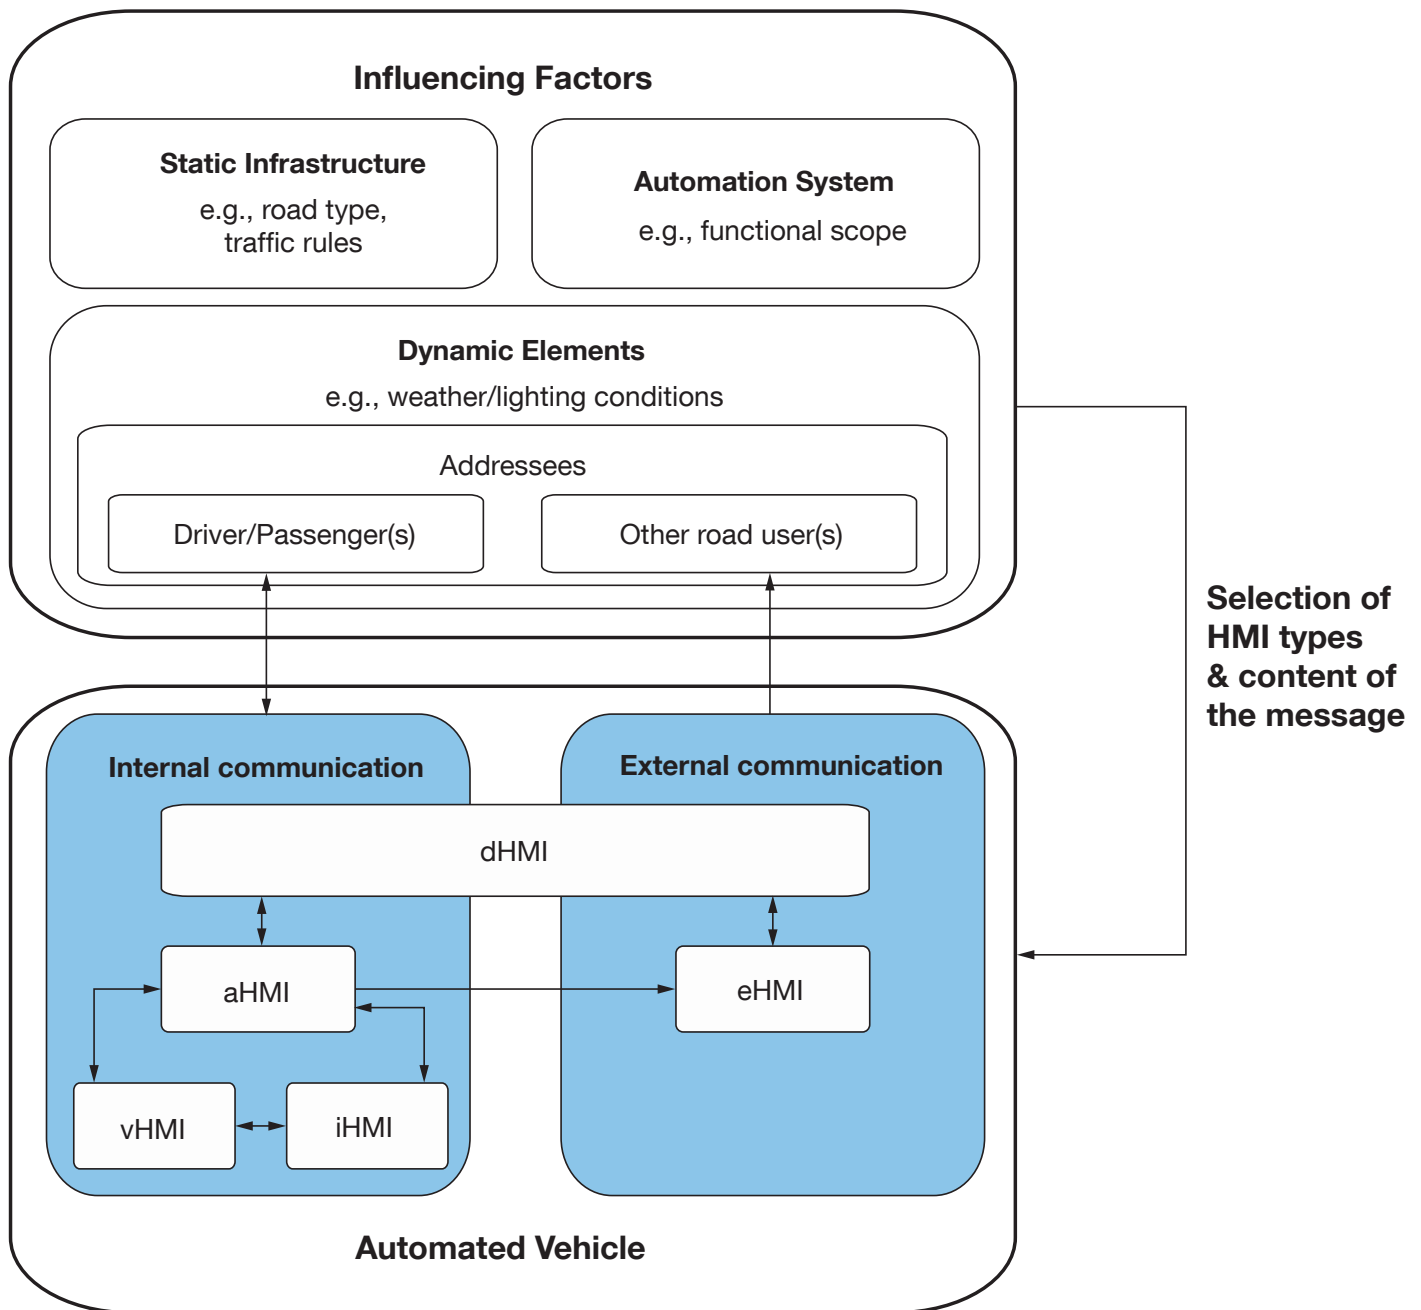 Influencing Factors
Static Infrastructure
e.g., road type,
traffic rules
Automation System
e.g., functional scope
Dynamic Elements
e.g., weather/lighting conditions
Addressees
Driver/Passenger(s)
Other road user(s)
Selection of
HMI types
& content of
the message
Internal communication
External communication
dHMI
aHMI
eHMI
vHMI
iHMI
Automated Vehicle